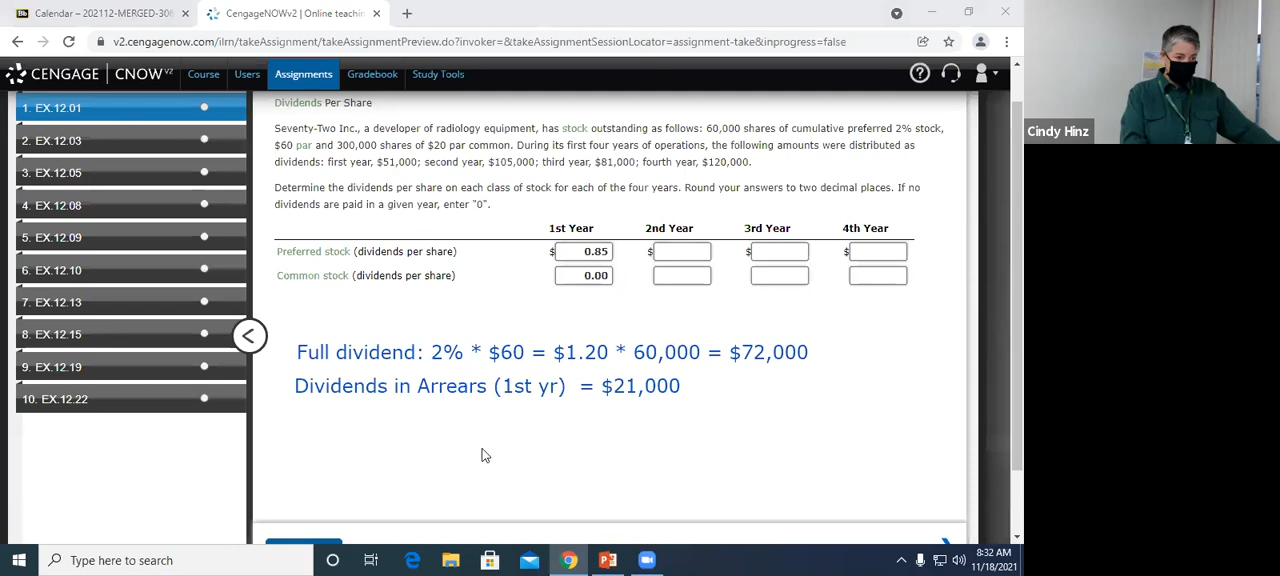 Calendar – 202112-MERGED-306
CengageNOWv2 | Online teachin
v2.cengagenow.com/ilrn/takeAssignment/takeAssignmentPreview.do?invoker=&takeAssignmentSessionLocator=assignment-take&inprogress=false
CENGAGE | CNOWv2 Course Users Assignments Gradebook Study Tools
1. EX.12.01
2. EX.12.03
3. EX.12.05
4. EX.12.08
5. EX.12.09
6. EX.12.10
7. EX.12.13
8. EX.12.15
9. EX.12.19
10. EX.12.22
Dividends Per Share
Seventy-Two Inc., a developer of radiology equipment, has stock outstanding as follows: 60,000 shares of cumulative preferred 2% stock,
$60 par and 300,000 shares of $20 par common. During its first four years of operations, the following amounts were distributed as
dividends: first year, $51,000; second year, $105,000; third year, $81,000; fourth year, $120,000.
Determine the dividends per share on each class of stock for each of the four years. Round your answers to two decimal places. If no
dividends are paid in a given year, enter "0".
1st Year 2nd Year 3rd Year 4th Year
Preferred stock (dividends per share) $ 0.85 $ $ $
Common stock (dividends per share) 0.00
Full dividend: 2% * $60 = $1.20 * 60,000 = $72,000
Dividends in Arrears (1st yr) = $21,000
Cindy Hinz
Type here to search
8:32 AM
11/18/2021